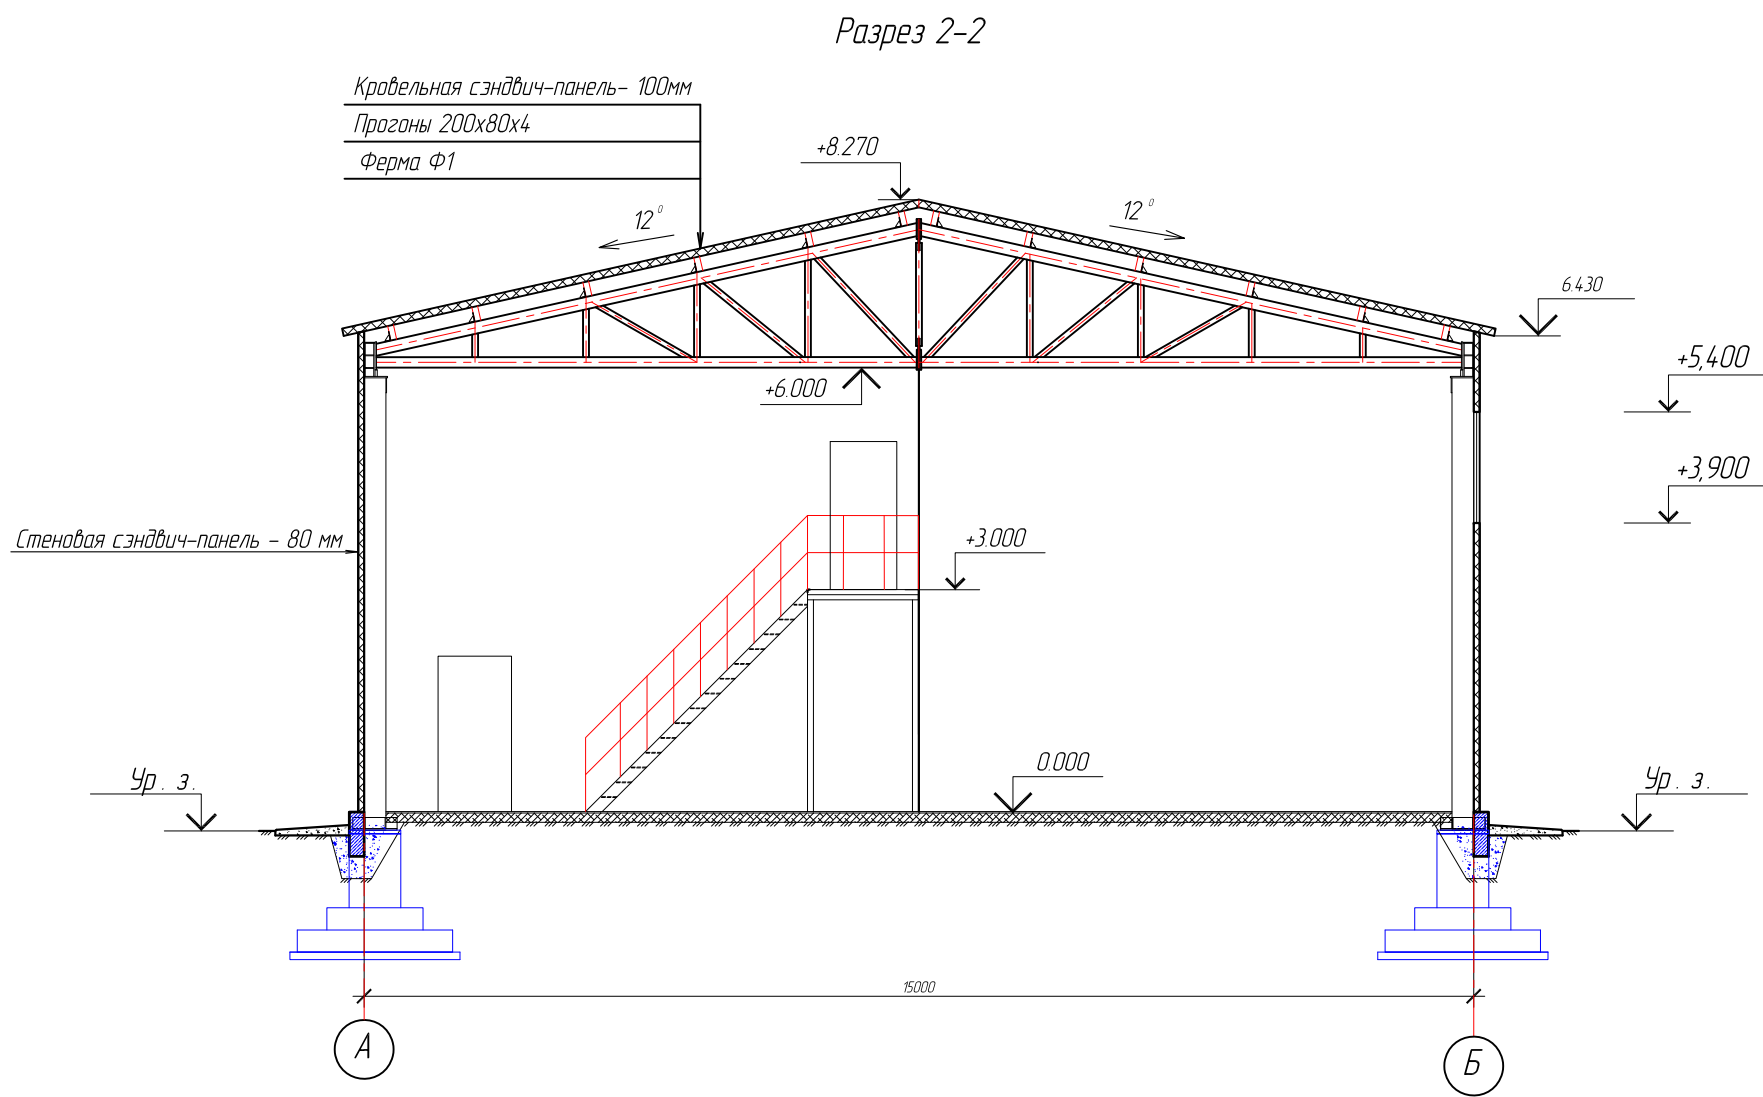 Разрез 2-2
Кровельная сэндвич-панель- 100мм
Прогоны 200х80х4
Ферма Ф1
+8.270
12°
12°
6.430
+5,400
+6.000
+3,900
Стеновая сэндвич-панель - 80 мм
+3.000
0.000
Ур. з.
Ур. з.
15000
А
Б